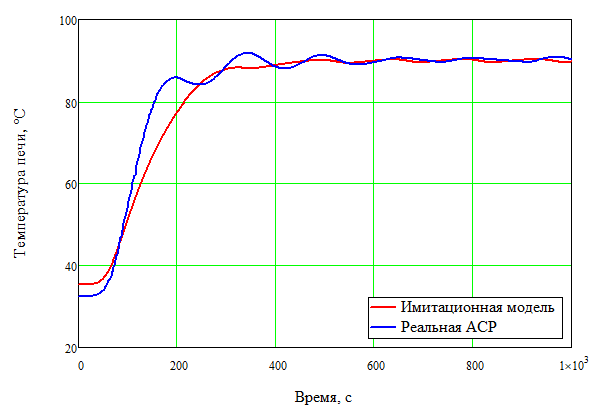 100
80
60
40
20
Температура печи, °C
Имитационная модель
Реальная АСР
0 200 400 600 800 1×10³
Время, с